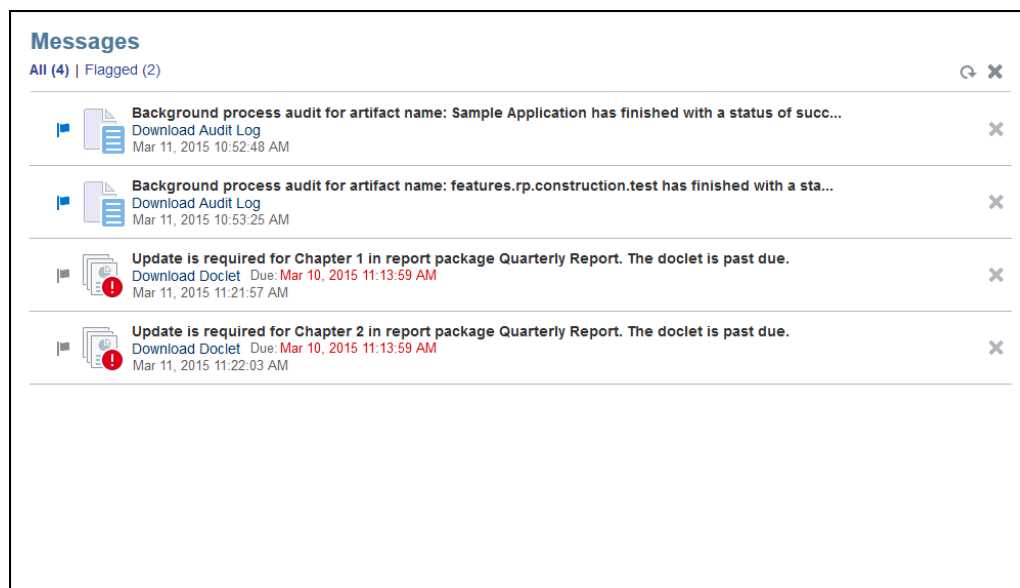 Messages
All (4) | Flagged (2)
Background process audit for artifact name: Sample Application has finished with a status of succ...
Download Audit Log
Mar 11, 2015 10:52:48 AM
Background process audit for artifact name: features.rp.construction.test has finished with a sta...
Download Audit Log
Mar 11, 2015 10:53:25 AM
Update is required for Chapter 1 in report package Quarterly Report. The doclet is past due.
Download Doclet Due: Mar 10, 2015 11:13:59 AM
Mar 11, 2015 11:21:57 AM
Update is required for Chapter 2 in report package Quarterly Report. The doclet is past due.
Download Doclet Due: Mar 10, 2015 11:13:59 AM
Mar 11, 2015 11:22:03 AM